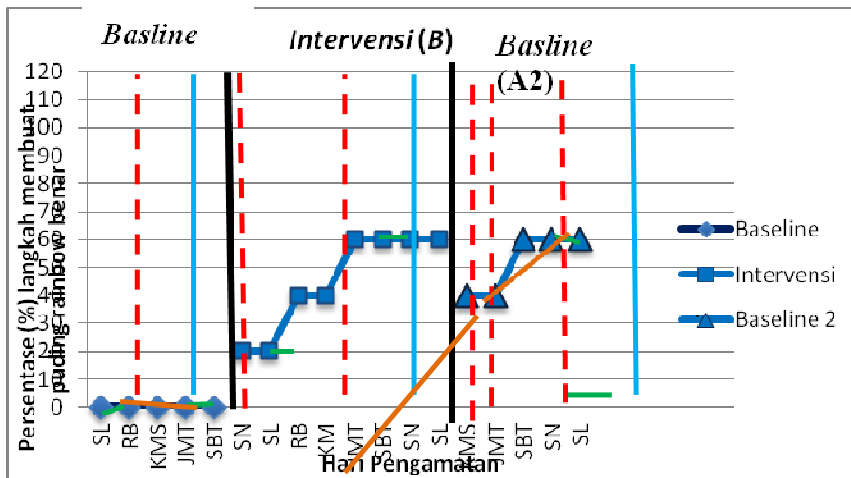 Basline
Intervensi (B)
Basline
(A2)
Persentase (%) langkah membuat
puding rainbow benar
120
110
100
90
80
70
60
50
40
30
20
10
0
SL
RB
KMS
JMT
SBT
SN
SL
RB
KM
JMT
SBT
SN
SL
KMS
JMT
SBT
SN
SL
Hari Pengamatan
Baseline
Intervensi
Baseline 2